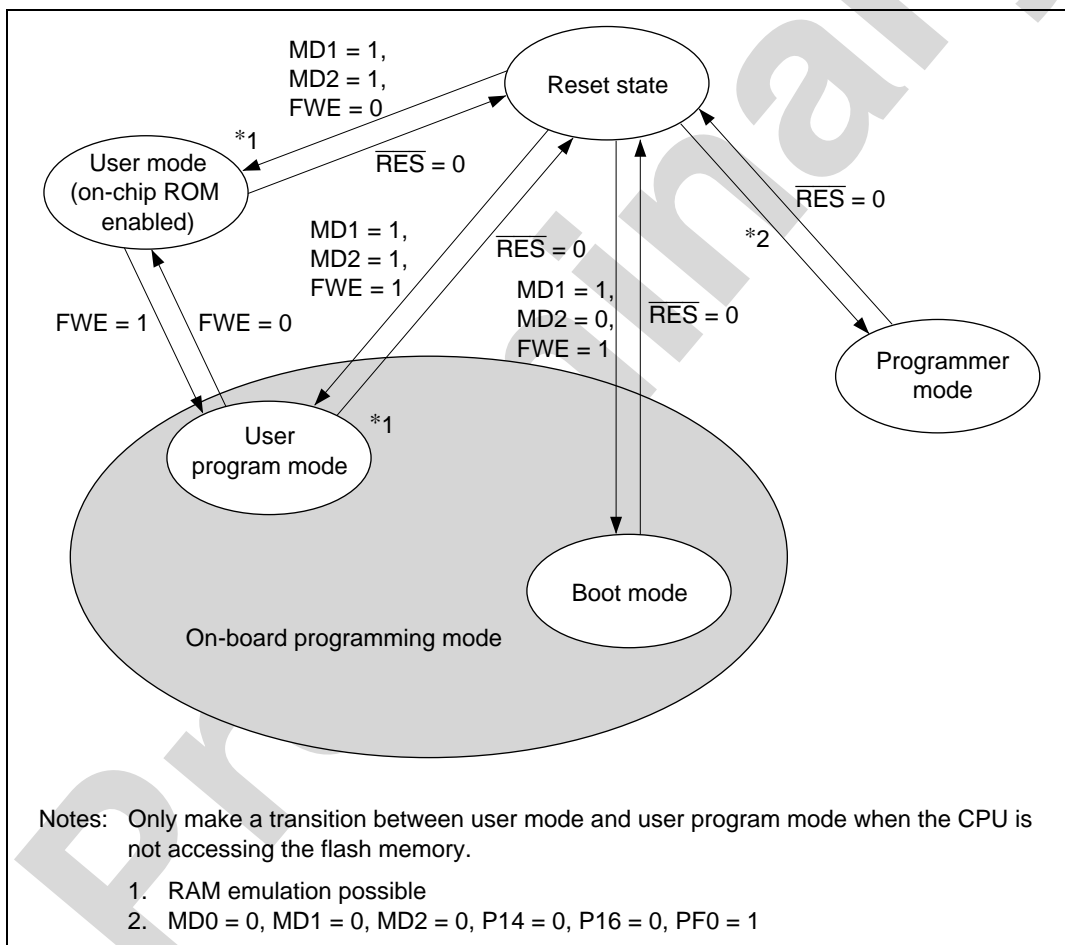 Reset state
MD1 = 1,
MD2 = 1,
FWE = 0
*1
RES = 0
User mode
(on-chip ROM
enabled)
MD1 = 1,
MD2 = 1,
FWE = 1
RES = 0
MD1 = 1,
MD2 = 0,
FWE = 1
RES = 0
*2
RES = 0
FWE = 1
FWE = 0
Programmer
mode
User
program mode
*1
Boot mode
On-board programming mode
Notes: Only make a transition between user mode and user program mode when the CPU is
not accessing the flash memory.
1. RAM emulation possible
2. MD0 = 0, MD1 = 0, MD2 = 0, P14 = 0, P16 = 0, PF0 = 1